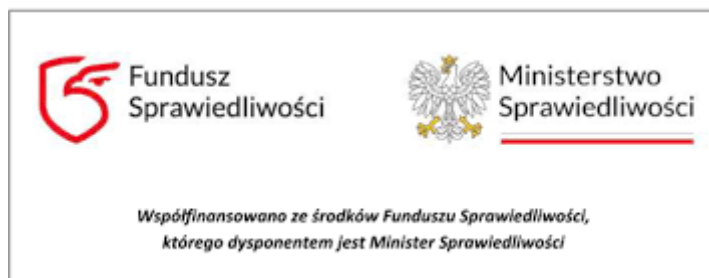 Fundusz
Sprawiedliwości
Ministerstwo
Sprawiedliwości
Współfinansowano ze środków Funduszu Sprawiedliwości,
którego dysponentem jest Minister Sprawiedliwości